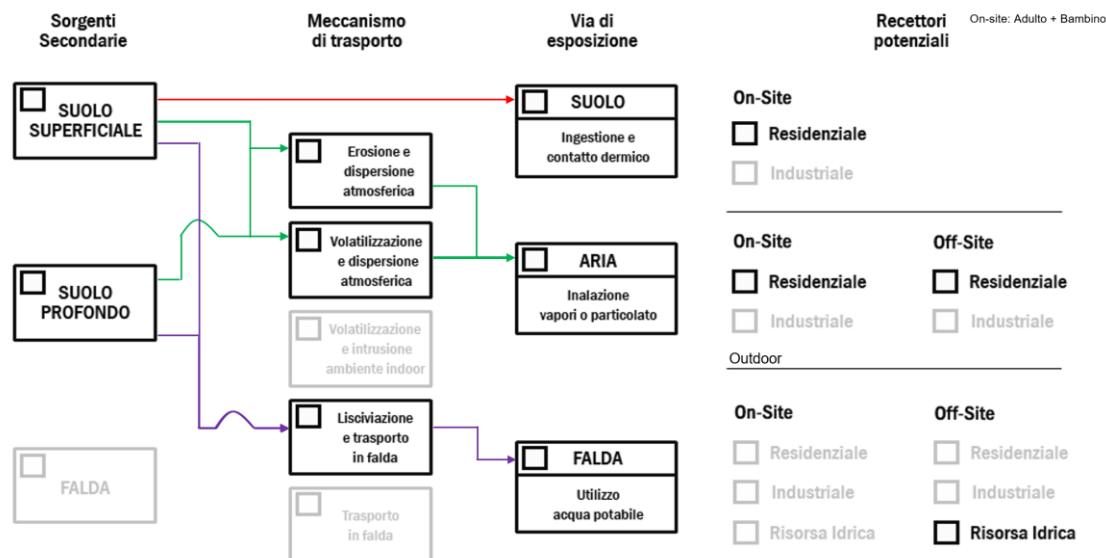 Sorgenti
Secondarie
Meccanismo
di trasporto
Via di
esposizione
Recettori
potenziali
On-site: Adulto + Bambino
SUOLO
SUPERFICIALE
SUOLO
PROFONDO
FALDA
Erosione e
dispersione
atmosferica
Volatilizzazione
e dispersione
atmosferica
Volatilizzazione
e intrusione
ambiente indoor
Lisciviazione
e trasporto
in falda
Trasporto
in falda
SUOLO
Ingestione e
contatto dermico
ARIA
Inalazione
vapori o particolato
FALDA
Utilizzo
acqua potabile
On-Site
Residenziale
Industriale
On-Site
Off-Site
Residenziale
Residenziale
Industriale
Industriale
Outdoor
On-Site
Off-Site
Residenziale
Residenziale
Industriale
Industriale
Risorsa Idrica
Risorsa Idrica